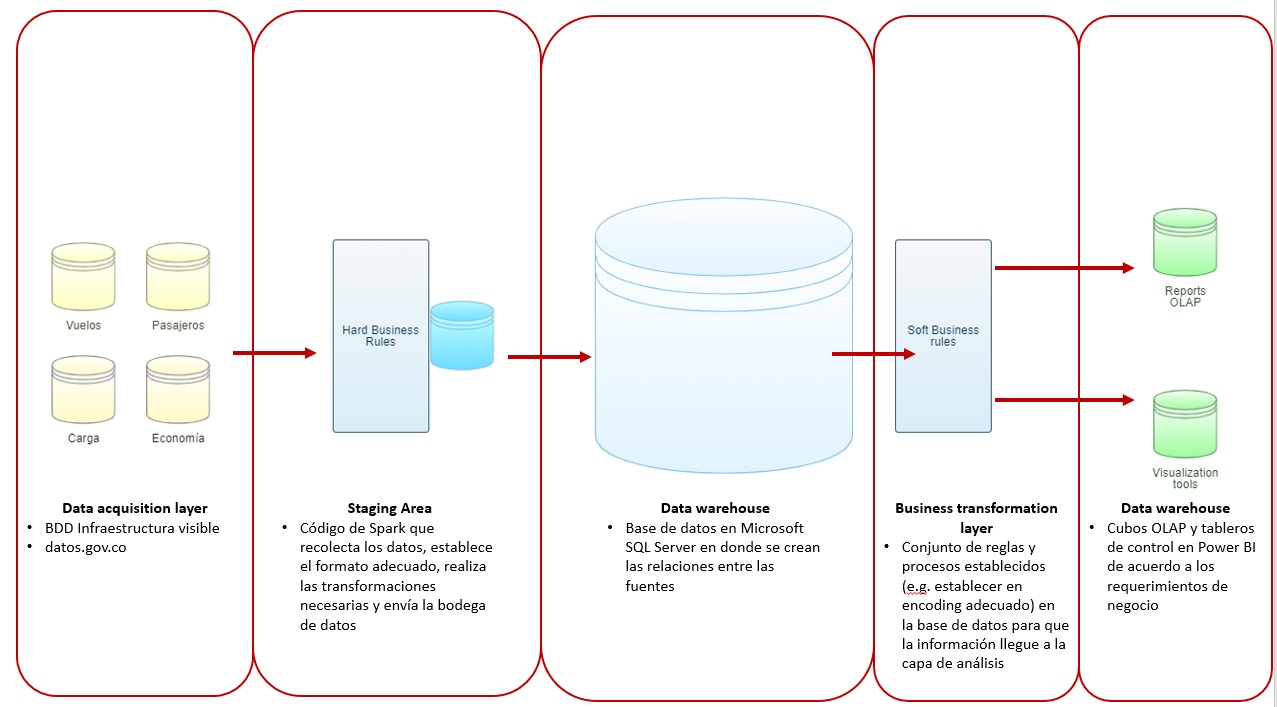 Vuelos
Pasajeros
Carga
Economía
Data acquisition layer
• BDD Infraestructura visible
• datos.gov.co
Hard Business
Rules
Staging Area
• Código de Spark que
recolecta los datos, establece
el formato adecuado, realiza
las transformaciones
necesarias y envía la bodega
de datos
Data warehouse
• Base de datos en Microsoft
SQL Server en donde se crean
las relaciones entre las
fuentes
Soft Business
rules
Business transformation
layer
• Conjunto de reglas y
procesos establecidos
(e.g. establecer en
encoding adecuado) en
la base de datos para que
la información llegue a la
capa de análisis
Reports
OLAP
Visualization
tools
Data warehouse
• Cubos OLAP y tableros
de control en Power BI
de acuerdo a los
requerimientos de
negocio